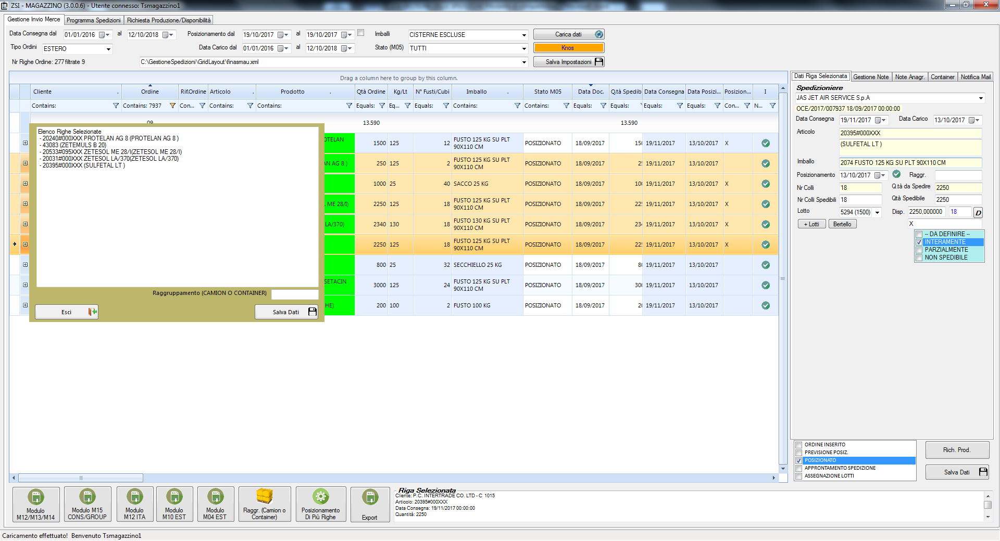 ZSI - MAGAZZINO (3.0.0.6) - Utente connesso: Tsmagazzino1
Gestione Invio Merce
Programma Spedizioni
Richiesta Produzione/Disponibilità
Data Consegna dal 01/01/2016 al 12/10/2018 Posizionamento dal 19/10/2017 al 19/10/2017 Imballi CISTERNE ESCLUSE Carica dati
Tipo Ordini ESTERO Data Carico dal 01/01/2016 al 12/10/2018 Stato (M05) TUTTI Knos
Nr Righe Ordine: 277 filtrate 9 C:\GestioneSpedizioni\GridLayout\finasmau.xml Salva Impostazioni
Drag a column here to group by this column.
Cliente Ordine Rif.Ordine Articolo Prodotto Qtà Ordine Kg/Lt N° Fusti/Cubi Imballo Stato M05 Data Doc. Q.tà Spedib Data Consegna Data Posizi... Posizion... I
Contains: Contains: 7937 Con... Contains: Contains: Equals: Eq... Equals: Contains: Contains: Equals: Equals: Equals: Equals: Con... N...
09 13.590 13.590
OTELAN 1500 125 12 FUSTO 125 KG SU PLT 90X110 CM POSIZIONATO 18/09/2017 150 19/11/2017 13/10/2017 X
AN AG 8 ) 250 125 2 FUSTO 125 KG SU PLT 90X110 CM POSIZIONATO 18/09/2017 25 19/11/2017 13/10/2017
1000 25 40 SACCO 25 KG POSIZIONATO 18/09/2017 100 19/11/2017 13/10/2017 X
ME 28/I) 2250 125 18 FUSTO 125 KG SU PLT 90X110 CM POSIZIONATO 18/09/2017 225 19/11/2017 13/10/2017 X
LA/370) 2340 130 18 FUSTO 130 KG SU PLT 90X110 CM POSIZIONATO 18/09/2017 234 19/11/2017 13/10/2017 X
2250 125 18 FUSTO 125 KG SU PLT 90X110 CM POSIZIONATO 18/09/2017 225 19/11/2017 13/10/2017 X
800 25 32 SECCHIELLO 25 KG POSIZIONATO 18/09/2017 80 19/11/2017 13/10/2017
SETACIN 3000 125 24 FUSTO 125 KG SU PLT 90X110 CM POSIZIONATO 18/09/2017 300 19/11/2017 13/10/2017
HE) 200 100 2 FUSTO 100 KG POSIZIONATO 18/09/2017 20 19/11/2017 13/10/2017
Elenco Righe Selezionate
- 20240#000XXX PROTELAN AG 8 (PROTELAN AG 8 )
- 43083 (ZETEMULS B 20)
- 20533#095XXX ZETESOL ME 28/I(ZETESOL ME 28/I)
- 20031#000XXX ZETESOL LA/370(ZETESOL LA/370)
- 20395#000XXX (SULFETAL LT )
Raggruppamento (CAMION O CONTAINER)
Esci
Salva Dati
Dati Riga Selezionata
Gestione Note
Note Anagr.
Container
Notifica Mail
Spedizioniere
JAS JET AIR SERVICE S.p.A
OCE/2017/007937 18/09/2017 00:00:00
Data Consegna 19/11/2017 Data Carico 13/10/2017
Articolo 20395#000XXX
(SULFETAL LT )
Imballo 2074 FUSTO 125 KG SU PLT 90X110 CM
Posizionamento 13/10/2017 Raggr.
Nr Colli 18 Q.tà da Spedire 2250
Nr Colli Spedibili 18 Qtà Spedibile 2250
Lotto 5294 (1500) Disp. 2250,000000 18 D
+ Lotti Bertello X
-- DA DEFINIRE --
INTERAMENTE
PARZIALMENTE
NON SPEDIBILE
ORDINE INSERITO
PREVISIONE POSIZ.
POSIZIONATO
APPRONTAMENTO SPEDIZIONE
ASSEGNAZIONE LOTTI
Rich. Prod.
Salva Dati
Modulo M12/M13/M14
Modulo M15 CONS/GROUP
Modulo M12 ITA
Modulo M10 EST
Modulo M04 EST
Raggr. (Camion o Container)
Posizionamento Di Più Righe
Export
Riga Selezionata
Cliente: P.C. INTERTRADE CO. LTD - C 1015
Articolo: 20395#000XXX
Data Consegna: 19/11/2017 00:00:00
Quantità: 2250
Caricamento effettuato! Benvenuto Tsmagazzino1